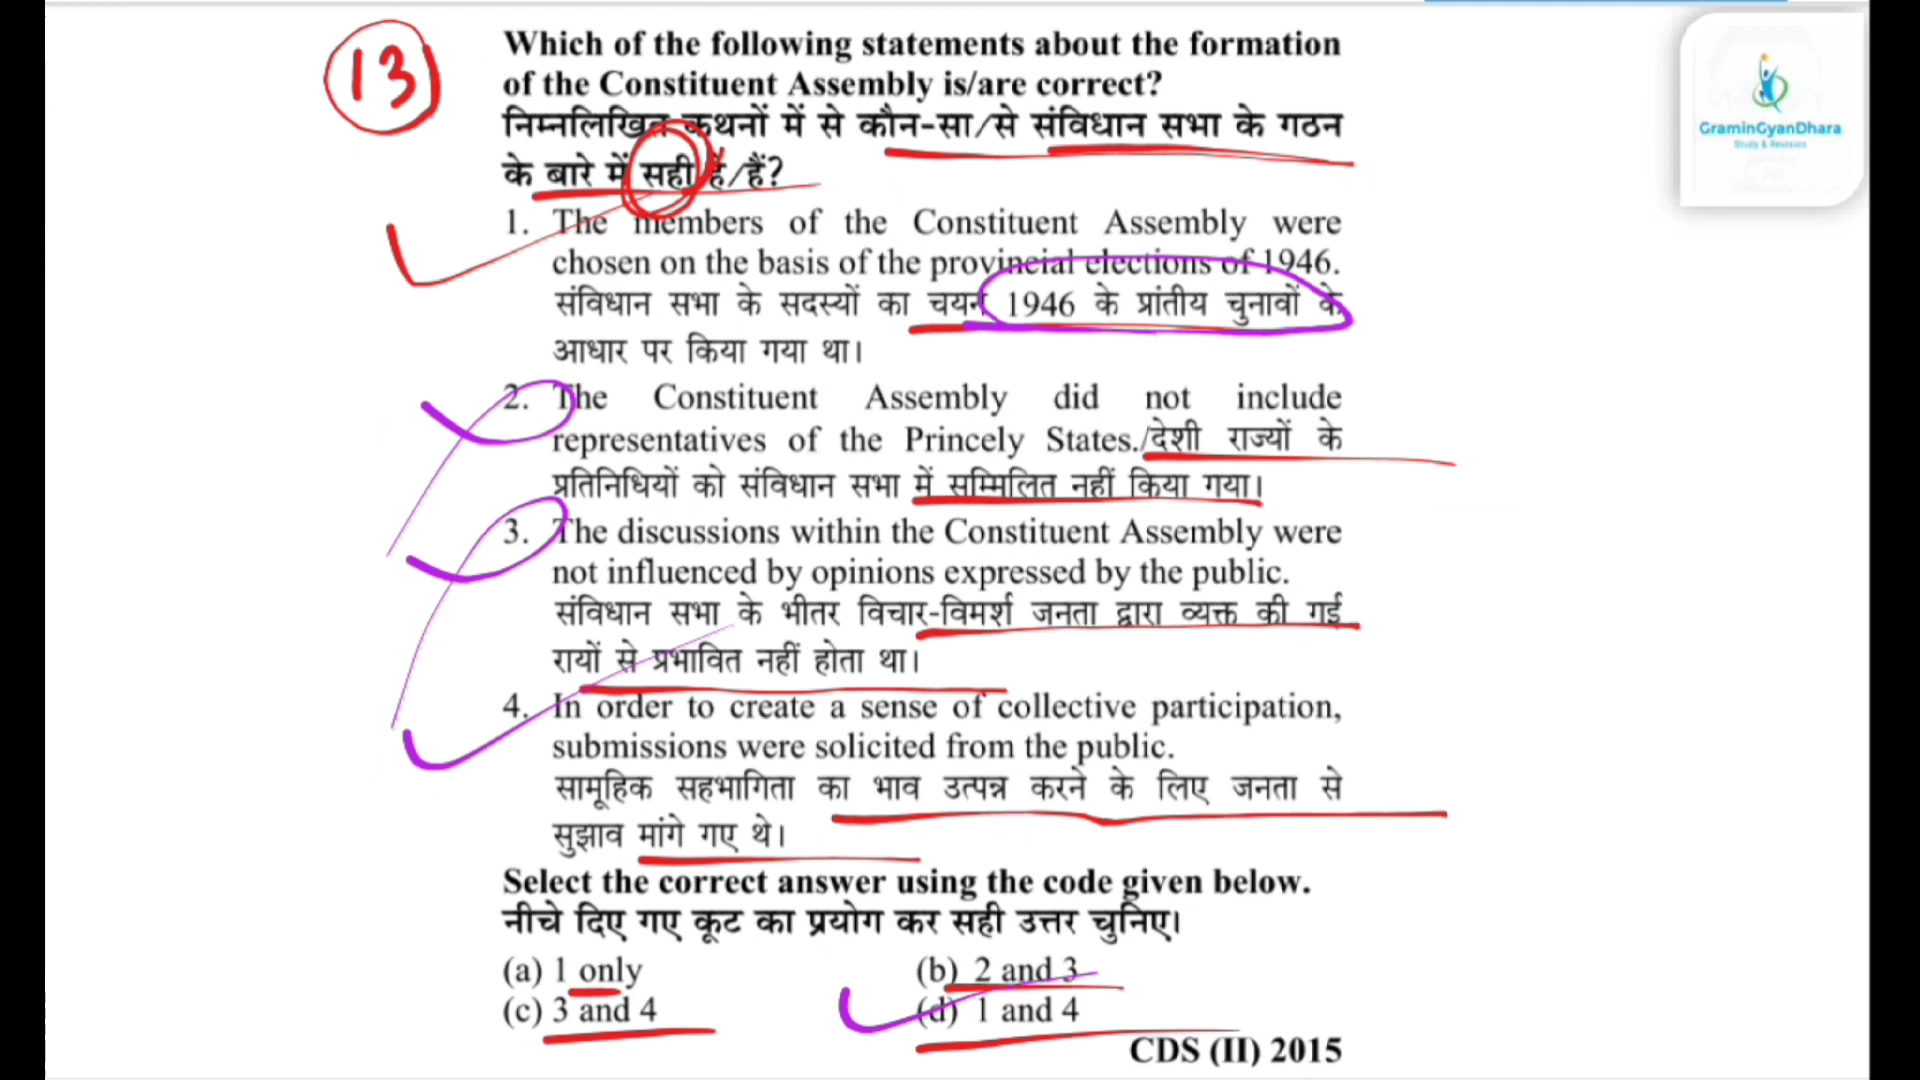 13
Which of the following statements about the formation
of the Constituent Assembly is/are correct?
निम्नलिखित कथनों में से कौन-सा/से संविधान सभा के गठन
के बारे में सही है/हैं?
GraminGyanDhara
Study & Revision
1. The members of the Constituent Assembly were
chosen on the basis of the provincial elections of 1946.
संविधान सभा के सदस्यों का चयन 1946 के प्रांतीय चुनावों के
आधार पर किया गया था।
2. The Constituent Assembly did not include
representatives of the Princely States./देशी राज्यों के
प्रतिनिधियों को संविधान सभा में सम्मिलित नहीं किया गया।
3. The discussions within the Constituent Assembly were
not influenced by opinions expressed by the public.
संविधान सभा के भीतर विचार-विमर्श जनता द्वारा व्यक्त की गई
रायों से प्रभावित नहीं होता था।
4. In order to create a sense of collective participation,
submissions were solicited from the public.
सामूहिक सहभागिता का भाव उत्पन्न करने के लिए जनता से
सुझाव मांगे गए थे।
Select the correct answer using the code given below.
नीचे दिए गए कूट का प्रयोग कर सही उत्तर चुनिए।
(a) 1 only (b) 2 and 3
(c) 3 and 4 (d) 1 and 4
CDS (II) 2015